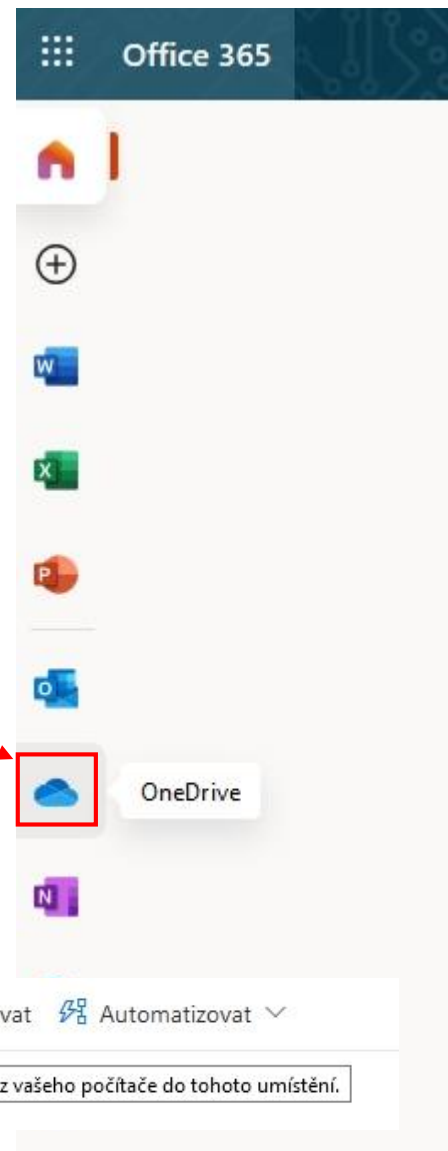 Office 365
W
X
P
O
OneDrive
N
vat Automatizovat
z vašeho počítače do tohoto umístění.